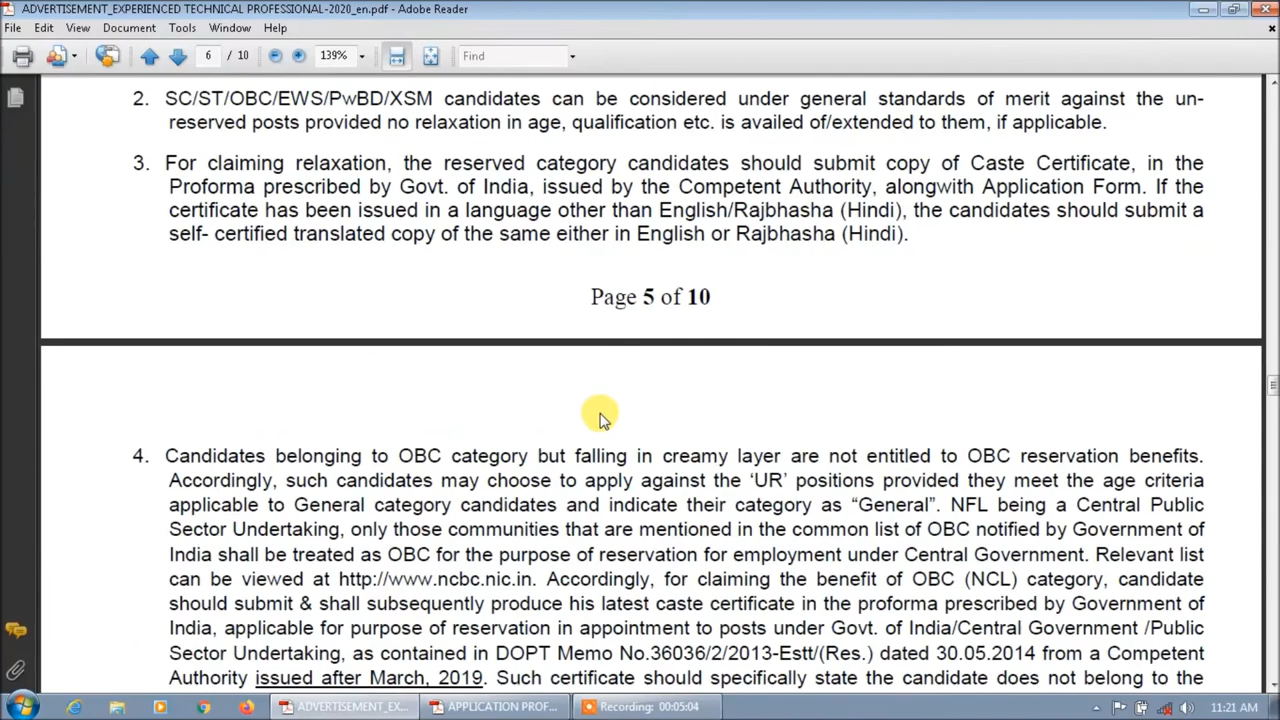 ADVERTISEMENT_EXPERIENCED TECHNICAL PROFESSIONAL-2020_en.pdf - Adobe Reader
File Edit View Document Tools Window Help
6 / 10 139% Find
2. SC/ST/OBC/EWS/PwBD/XSM candidates can be considered under general standards of merit against the un-
reserved posts provided no relaxation in age, qualification etc. is availed of/extended to them, if applicable.
3. For claiming relaxation, the reserved category candidates should submit copy of Caste Certificate, in the
Proforma prescribed by Govt. of India, issued by the Competent Authority, alongwith Application Form. If the
certificate has been issued in a language other than English/Rajbhasha (Hindi), the candidates should submit a
self- certified translated copy of the same either in English or Rajbhasha (Hindi).
Page 5 of 10
4. Candidates belonging to OBC category but falling in creamy layer are not entitled to OBC reservation benefits.
Accordingly, such candidates may choose to apply against the ‘UR’ positions provided they meet the age criteria
applicable to General category candidates and indicate their category as “General”. NFL being a Central Public
Sector Undertaking, only those communities that are mentioned in the common list of OBC notified by Government of
India shall be treated as OBC for the purpose of reservation for employment under Central Government. Relevant list
can be viewed at http://www.ncbc.nic.in. Accordingly, for claiming the benefit of OBC (NCL) category, candidate
should submit & shall subsequently produce his latest caste certificate in the proforma prescribed by Government of
India, applicable for purpose of reservation in appointment to posts under Govt. of India/Central Government /Public
Sector Undertaking, as contained in DOPT Memo No.36036/2/2013-Estt/(Res.) dated 30.05.2014 from a Competent
Authority issued after March, 2019. Such certificate should specifically state the candidate does not belong to the
ADVERTISEMENT_EX... APPLICATION PROF... Recording: 00:05:04 11:21 AM